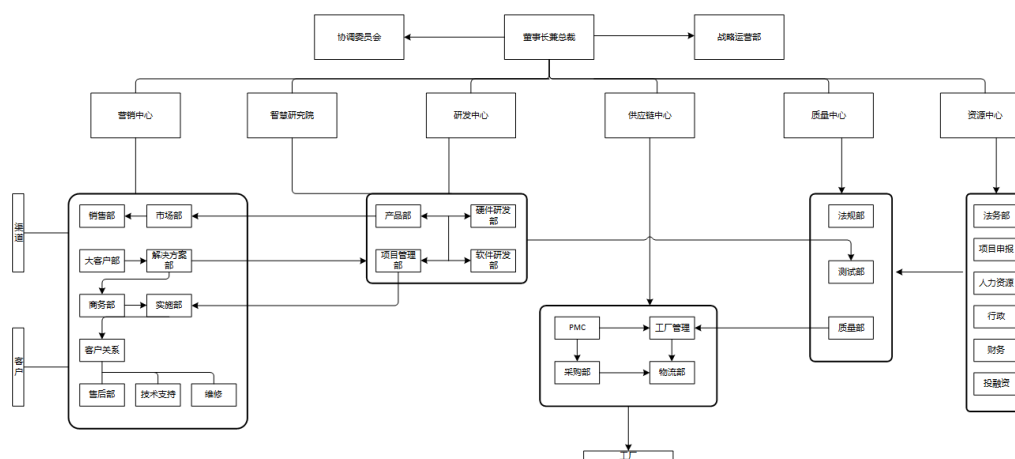 协调委员会
董事长兼总裁
战略运营部
营销中心
智慧研究院
研发中心
供应链中心
质量中心
资源中心
渠道
销售部
市场部
产品部
硬件研发
部
法规部
法务部
大客户部
解决方案
部
项目管理
部
软件研发
部
测试部
项目申报
人力资源
商务部
实施部
PMC
工厂管理
质量部
行政
客户
客户关系
采购部
物流部
财务
售后部
技术支持
维修
投融资
工厂